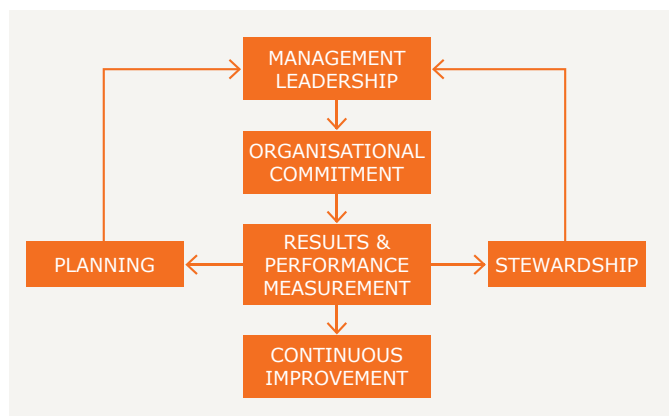 MANAGEMENT
LEADERSHIP
ORGANISATIONAL
COMMITMENT
PLANNING
RESULTS &
PERFORMANCE
MEASUREMENT
STEWARDSHIP
CONTINUOUS
IMPROVEMENT